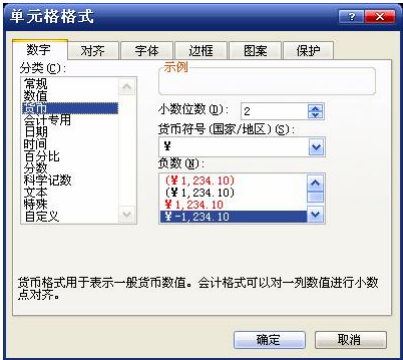 单元格格式
数字 对齐 字体 边框 图案 保护
分类(C):
常规
数值
货币
会计专用
日期
时间
百分比
分数
科学记数
文本
特殊
自定义
示例
小数位数(D): 2
货币符号(国家/地区)(S):
¥
负数(N):
(¥1,234.10)
(¥1,234.10)
¥1,234.10
¥-1,234.10
货币格式用于表示一般货币数值。会计格式可以对一列数值进行小数
点对齐。
确定 取消